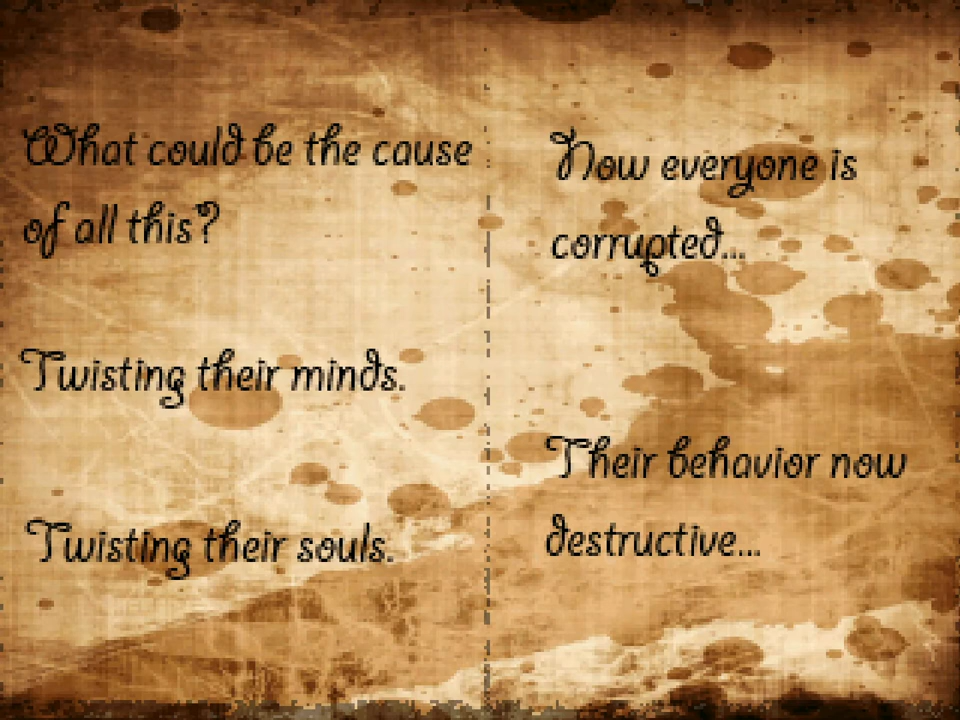 What could be the cause
of all this?
Twisting their minds.
Twisting their souls.
Now everyone is
corrupted...
Their behavior now
destructive...